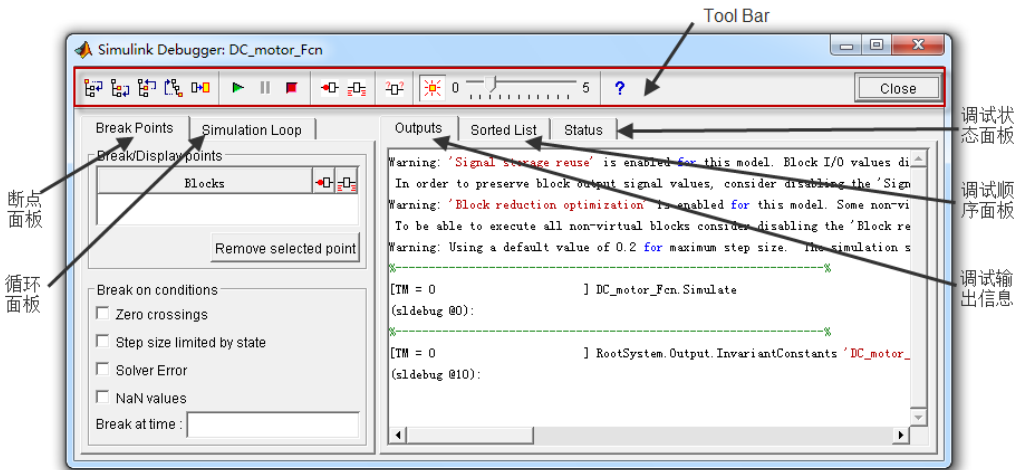 Tool Bar
Simulink Debugger: DC_motor_Fcn
0 5 ? Close
Break Points Simulation Loop
Outputs Sorted List Status
Break/Display points
Blocks
Remove selected point
Break on conditions
Zero crossings
Step size limited by state
Solver Error
NaN values
Break at time :
Warning: 'Signal storage reuse' is enabled for this model. Block I/O values di
In order to preserve block output signal values, consider disabling the 'Sign
Warning: 'Block reduction optimization' is enabled for this model. Some non-vi
To be able to execute all non-virtual blocks consider disabling the 'Block re
Warning: Using a default value of 0.2 for maximum step size. The simulation s
%----------------------------------------------------------------%
[TM = 0 ] DC_motor_Fcn.Simulate
(sldebug @0):
%----------------------------------------------------------------%
[TM = 0 ] RootSystem.Output.InvariantConstants 'DC_motor_
(sldebug @10):
断点
面板
循环
面板
调试状
态面板
调试顺
序面板
调试输
出信息